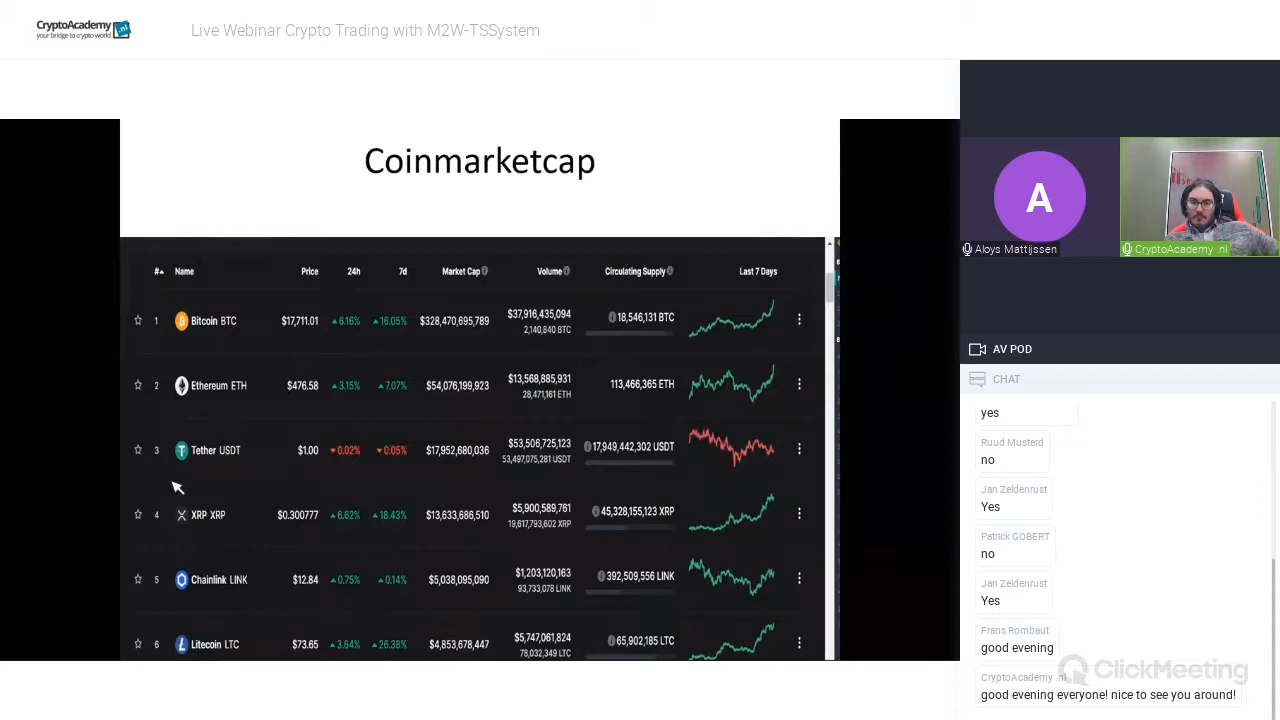 CryptoAcademy .nl
your bridge to crypto world
Live Webinar Crypto Trading with M2W-TSSystem
Coinmarketcap
# Name Price 24h 7d Market Cap Volume Circulating Supply Last 7 Days
1 Bitcoin BTC $17,711.01 6.16% 16.05% $328,470,695,789 $37,916,435,094 18,546,131 BTC
2,140,840 BTC
2 Ethereum ETH $476.58 3.15% 7.07% $54,076,199,923 $13,568,885,931 113,466,365 ETH
28,471,161 ETH
3 Tether USDT $1.00 0.02% 0.05% $17,952,680,036 $53,506,725,123 17,949,442,302 USDT
53,497,075,281 USDT
4 XRP XRP $0.300777 6.62% 18.43% $13,633,686,510 $5,900,589,761 45,328,155,123 XRP
19,617,793,602 XRP
5 Chainlink LINK $12.84 0.75% 0.14% $5,038,095,090 $1,203,120,163 392,509,556 LINK
93,733,078 LINK
6 Litecoin LTC $73.65 3.64% 26.38% $4,853,678,447 $5,747,061,824 65,902,185 LTC
78,032,349 LTC
A
Aloys Mattijssen
CryptoAcademy .nl
AV POD
CHAT
yes
Ruud Musterd
no
Jan Zeldenrust
Yes
Patrick GOBERT
no
Jan Zeldenrust
Yes
Frans Rombaut
good evening
CryptoAcademy .nl
good evening everyone! nice to see you around!
ClickMeeting